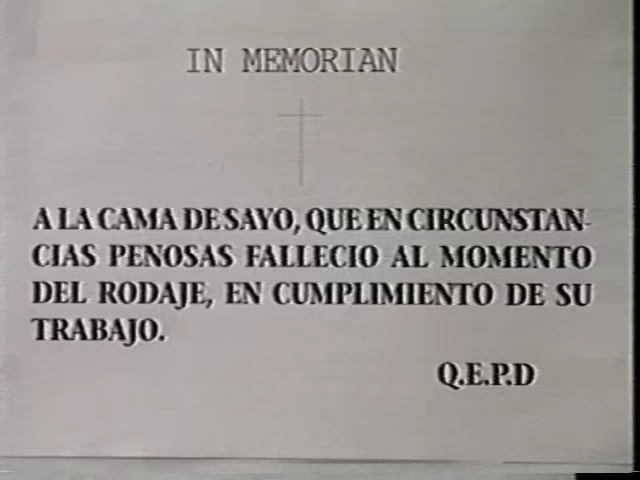 IN MEMORIAN
A LA CAMA DE SAYO, QUE EN CIRCUNSTAN-
CIAS PENOSAS FALLECIO AL MOMENTO
DEL RODAJE, EN CUMPLIMIENTO DE SU
TRABAJO.
Q.E.P.D